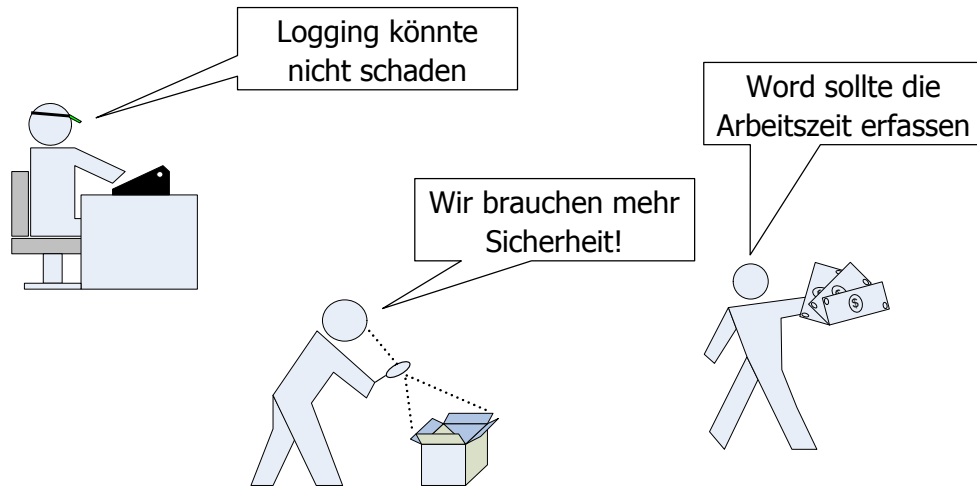 Logging könnte
nicht schaden
Word sollte die
Arbeitszeit erfassen
Wir brauchen mehr
Sicherheit!
$
$
$